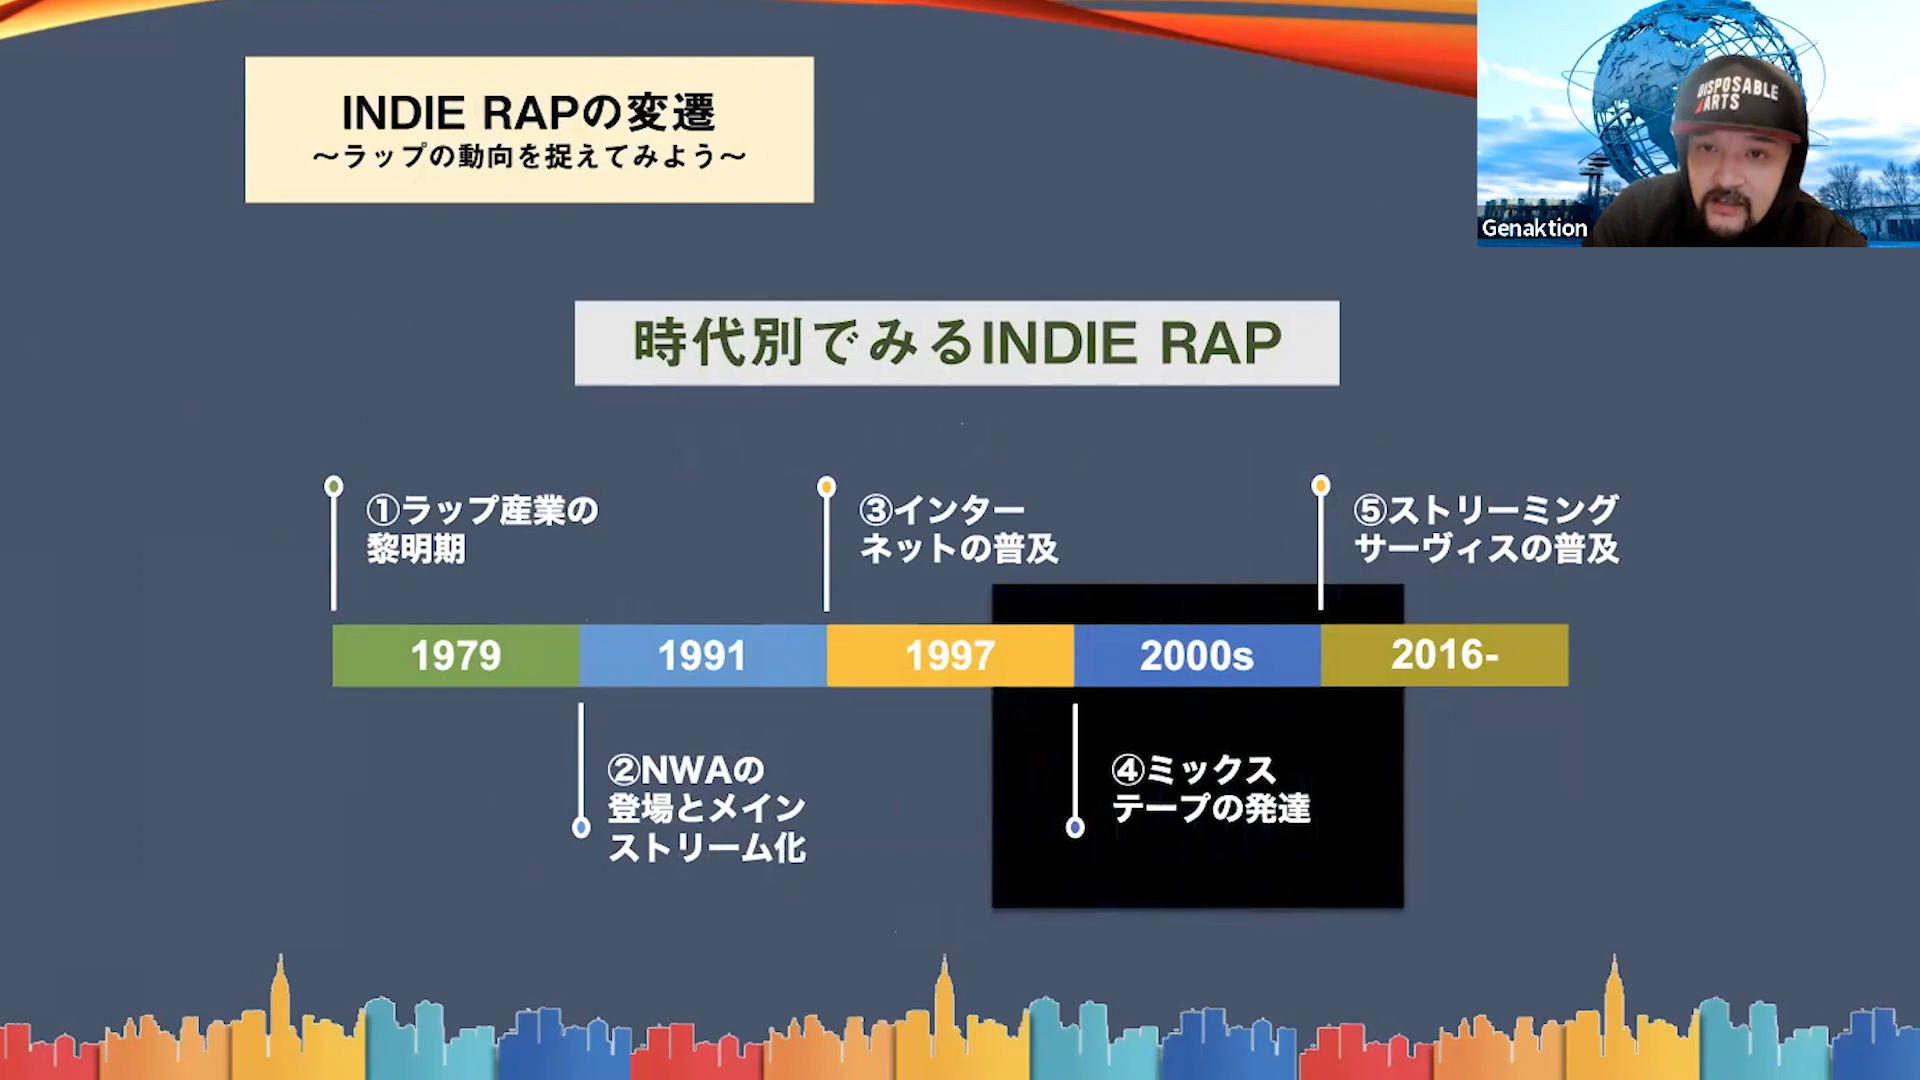 INDIE RAPの変遷
～ラップの動向を捉えてみよう～
DISPOSABLE
ARTS
Genaktion
時代別でみるINDIE RAP
①ラップ産業の
黎明期
③インター
ネットの普及
⑤ストリーミング
サーヴィスの普及
1979
1991
1997
2000s
2016-
②NWAの
登場とメイン
ストリーム化
④ミックス
テープの発達